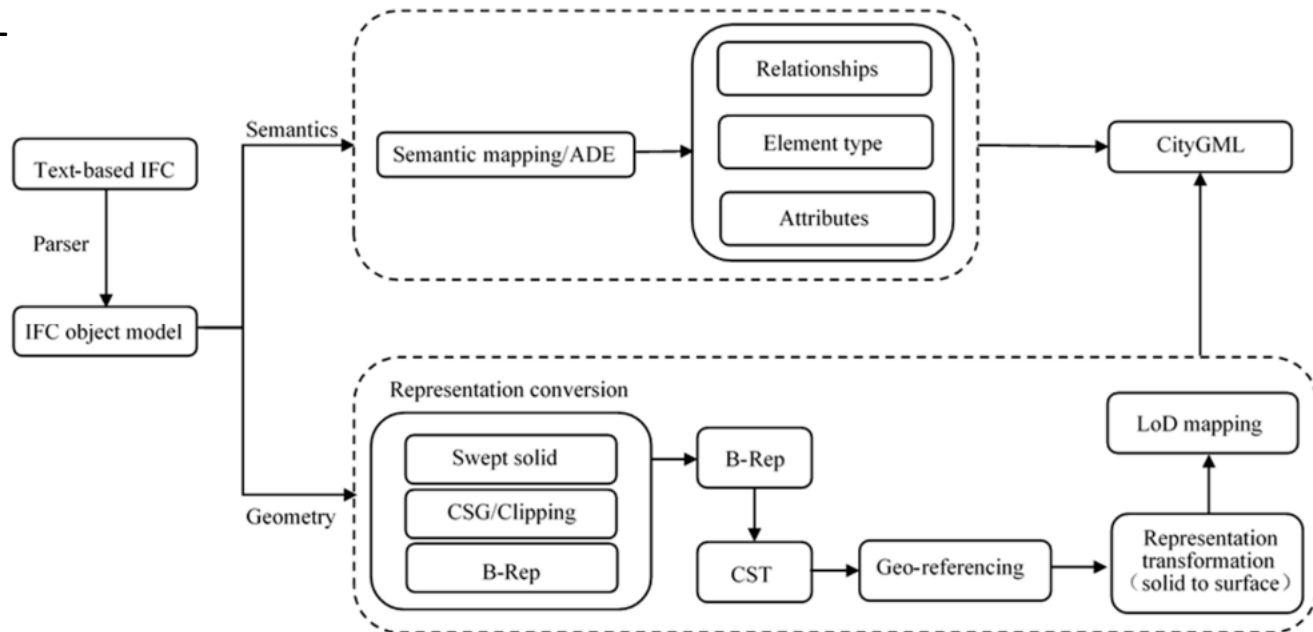 Text-based IFC
Parser
IFC object model
Semantics
Semantic mapping/ADE
Relationships
Element type
Attributes
CityGML
Geometry
Representation conversion
Swept solid
CSG/Clipping
B-Rep
B-Rep
CST
Geo-referencing
Representation
transformation
（solid to surface）
LoD mapping